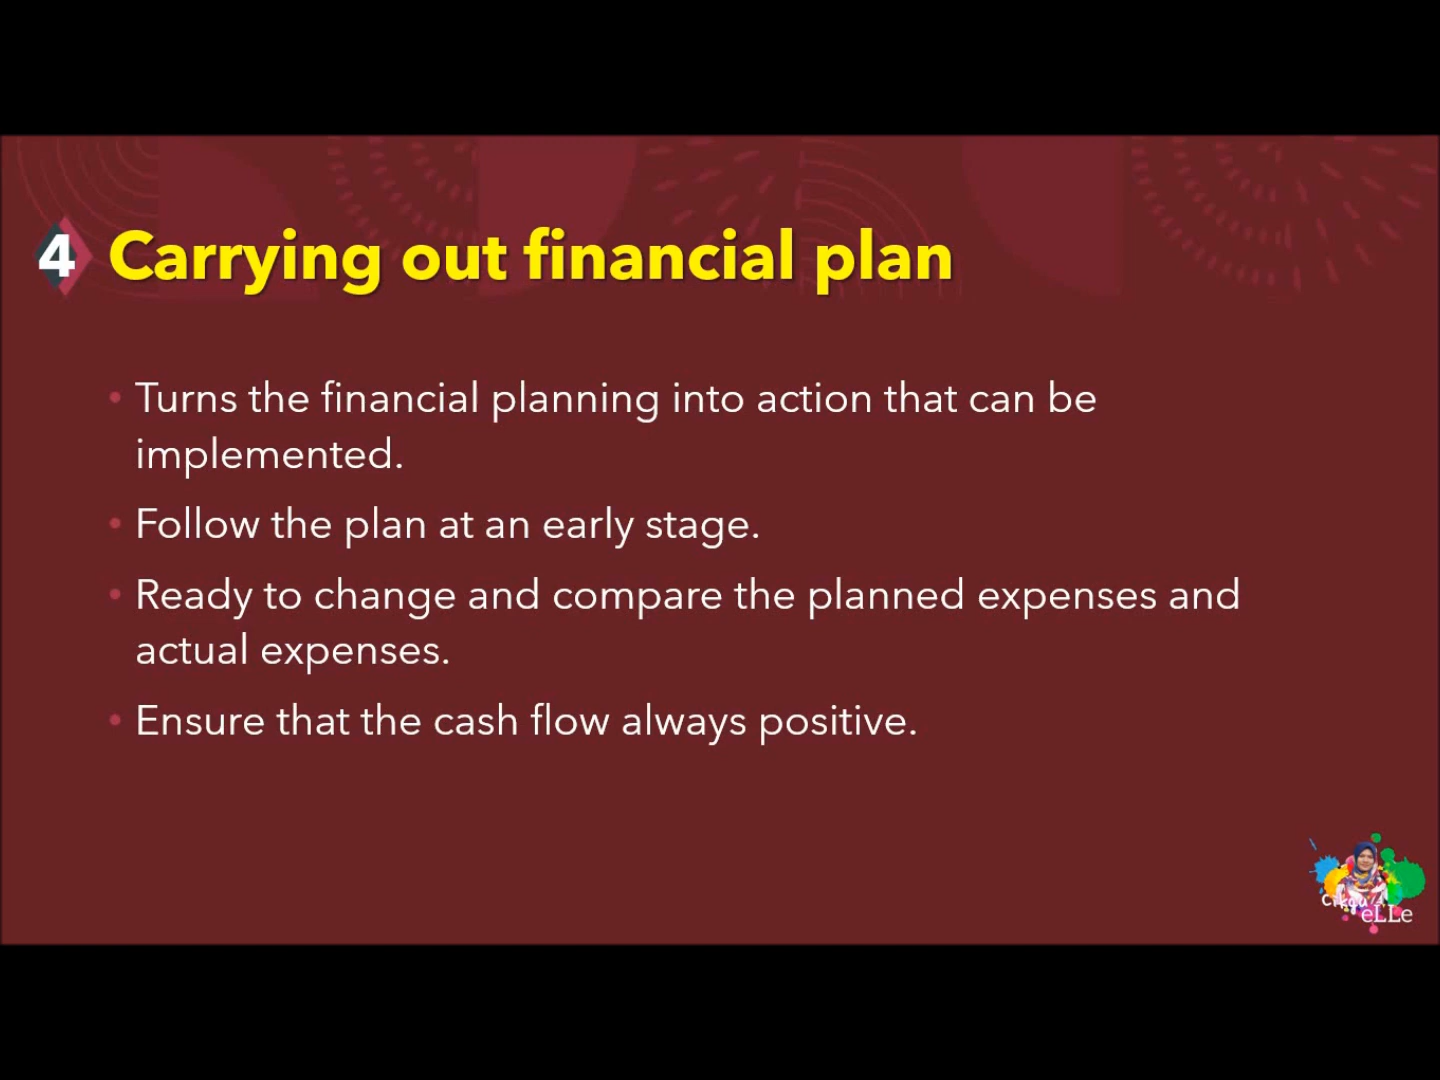 4 Carrying out financial plan
• Turns the financial planning into action that can be
implemented.
• Follow the plan at an early stage.
• Ready to change and compare the planned expenses and
actual expenses.
• Ensure that the cash flow always positive.
eLLe